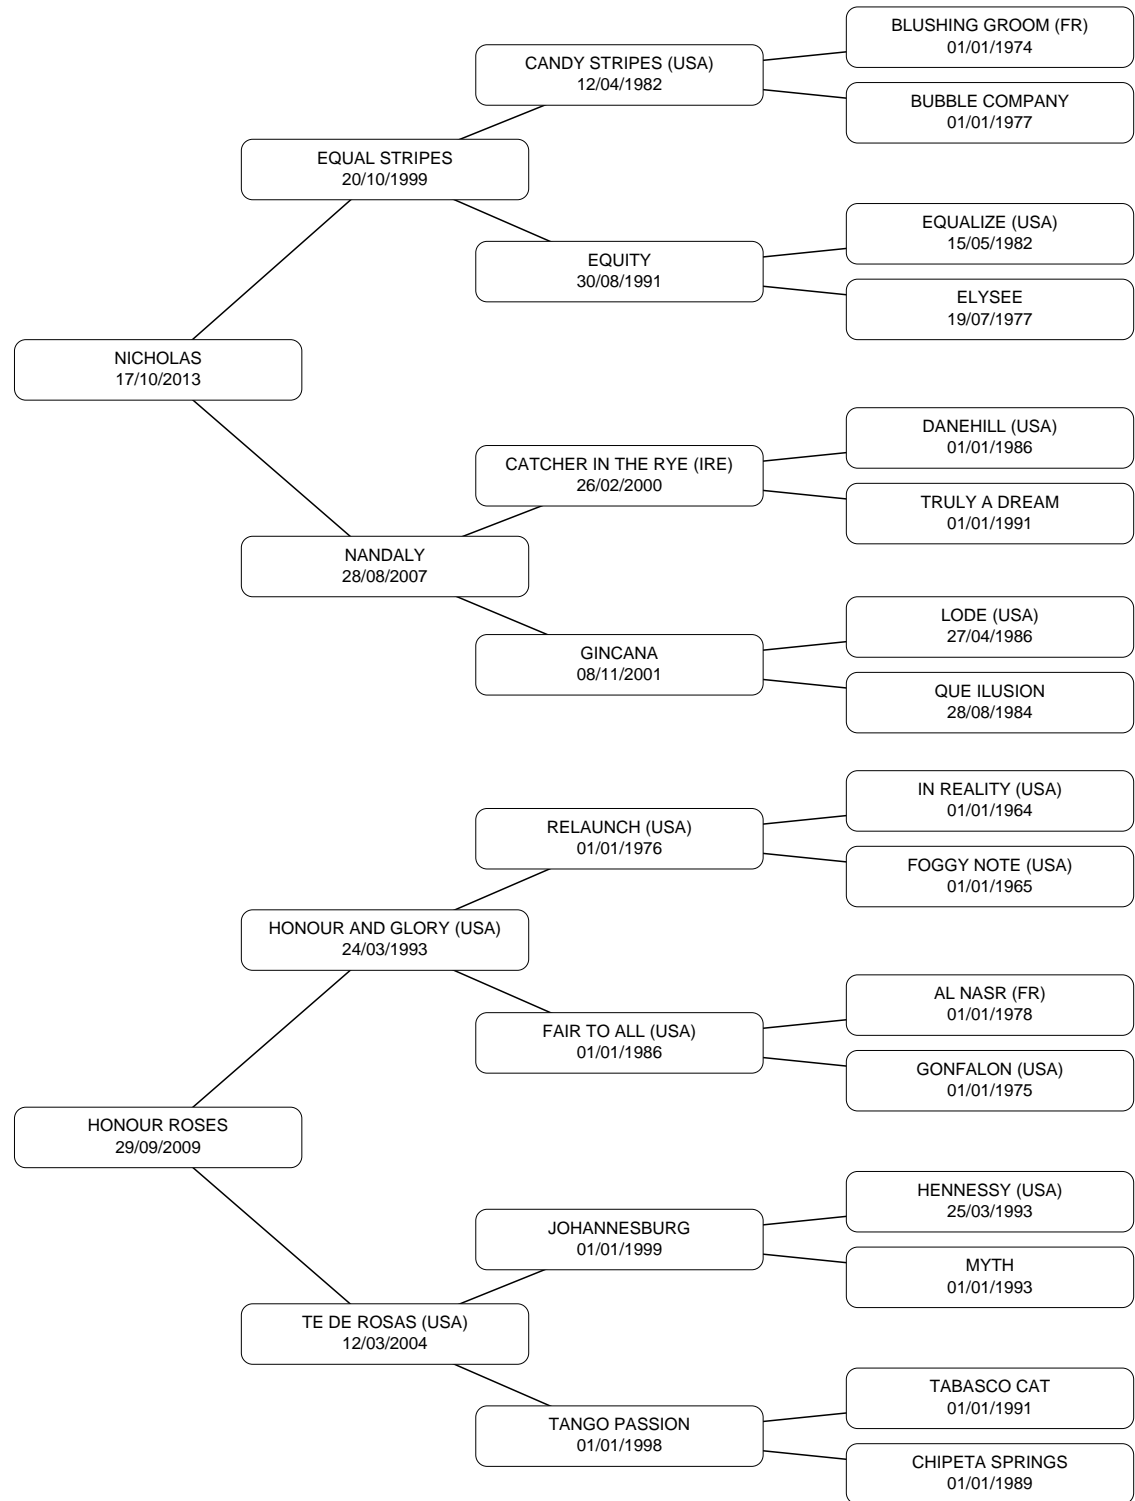 BLUSHING GROOM (FR)
01/01/1974
CANDY STRIPES (USA)
12/04/1982
BUBBLE COMPANY
01/01/1977
EQUAL STRIPES
20/10/1999
EQUALIZE (USA)
15/05/1982
EQUITY
30/08/1991
ELYSEE
19/07/1977
NICHOLAS
17/10/2013
DANEHILL (USA)
01/01/1986
CATCHER IN THE RYE (IRE)
26/02/2000
TRULY A DREAM
01/01/1991
NANDALY
28/08/2007
LODE (USA)
27/04/1986
GINCANA
08/11/2001
QUE ILUSION
28/08/1984
IN REALITY (USA)
01/01/1964
RELAUNCH (USA)
01/01/1976
FOGGY NOTE (USA)
01/01/1965
HONOUR AND GLORY (USA)
24/03/1993
AL NASR (FR)
01/01/1978
FAIR TO ALL (USA)
01/01/1986
GONFALON (USA)
01/01/1975
HONOUR ROSES
29/09/2009
HENNESSY (USA)
25/03/1993
JOHANNESBURG
01/01/1999
MYTH
01/01/1993
TE DE ROSAS (USA)
12/03/2004
TABASCO CAT
01/01/1991
TANGO PASSION
01/01/1998
CHIPETA SPRINGS
01/01/1989